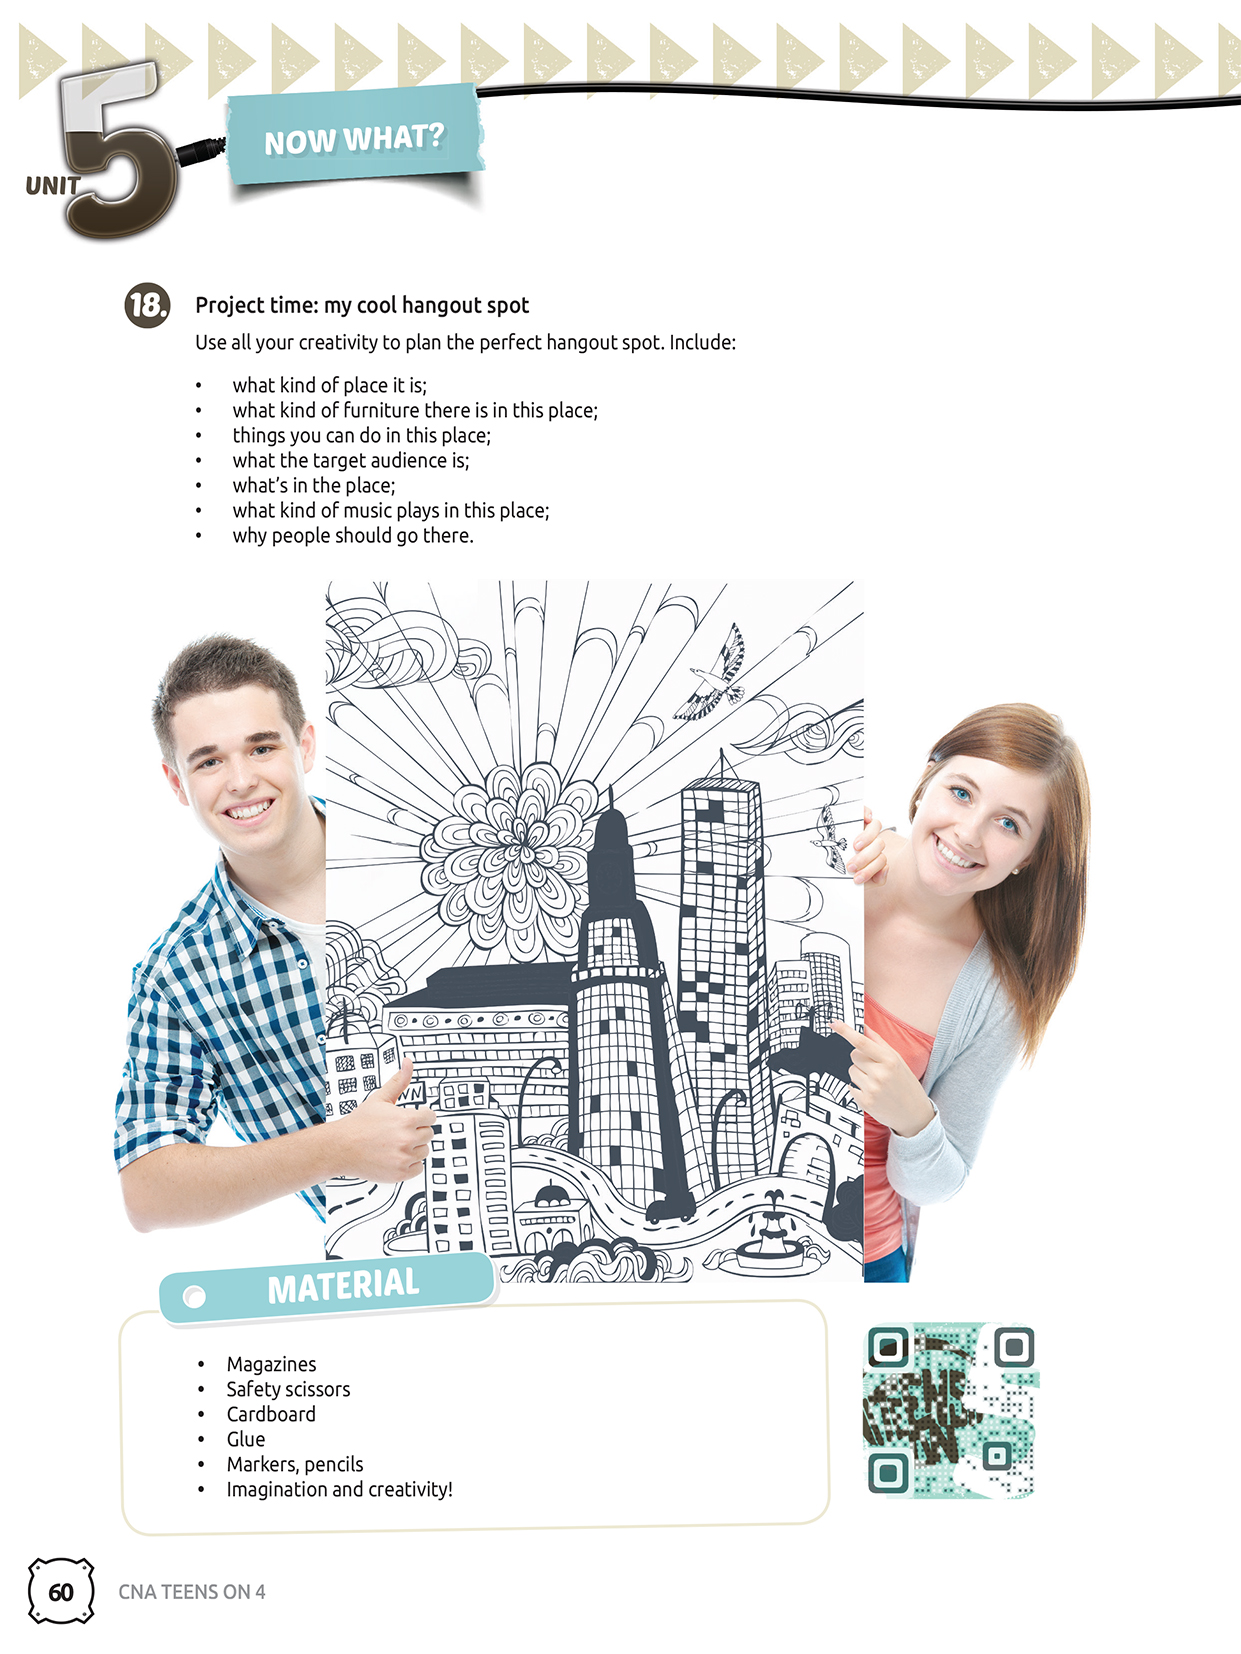 UNIT 5
NOW WHAT?
18. Project time: my cool hangout spot
Use all your creativity to plan the perfect hangout spot. Include:
• what kind of place it is;
• what kind of furniture there is in this place;
• things you can do in this place;
• what the target audience is;
• what’s in the place;
• what kind of music plays in this place;
• why people should go there.
WN
MATERIAL
• Magazines
• Safety scissors
• Cardboard
• Glue
• Markers, pencils
• Imagination and creativity!
60 CNA TEENS ON 4